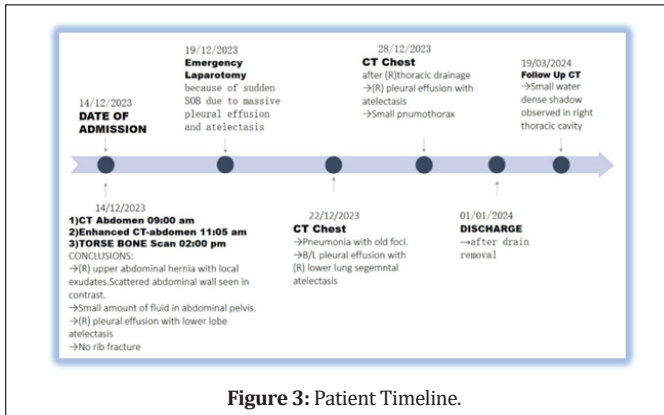 19/12/2023
Emergency
Laparotomy
because of sudden
SOB due to massive
pleural effusion
and atelectasis
28/12/2023
CT Chest
after (R)thoracic drainage
→(R) pleural effusion with
atelectasis
→Small pnumothorax
19/03/2024
Follow Up CT
→Small water
dense shadow
observed in right
thoracic cavity
14/12/2023
DATE OF
ADMISSION
14/12/2023
1)CT Abdomen 09:00 am
2)Enhanced CT-abdomen 11:05 am
3)TORSE BONE Scan 02:00 pm
CONCLUSIONS:
→(R) upper abdominal hernia with local
exudates.Scattered abdominal wall seen in
contrast.
→Small amount of fluid in abdominal pelvis.
→(R) pleural effusion with lower lobe
atelectasis
→No rib fracture
22/12/2023
CT Chest
→Pneumonia with old foci.
→B/L pleural effusion with
(R) lower lung segemntal
atelectasis
01/01/2024
DISCHARGE
→after drain
removal
Figure 3: Patient Timeline.